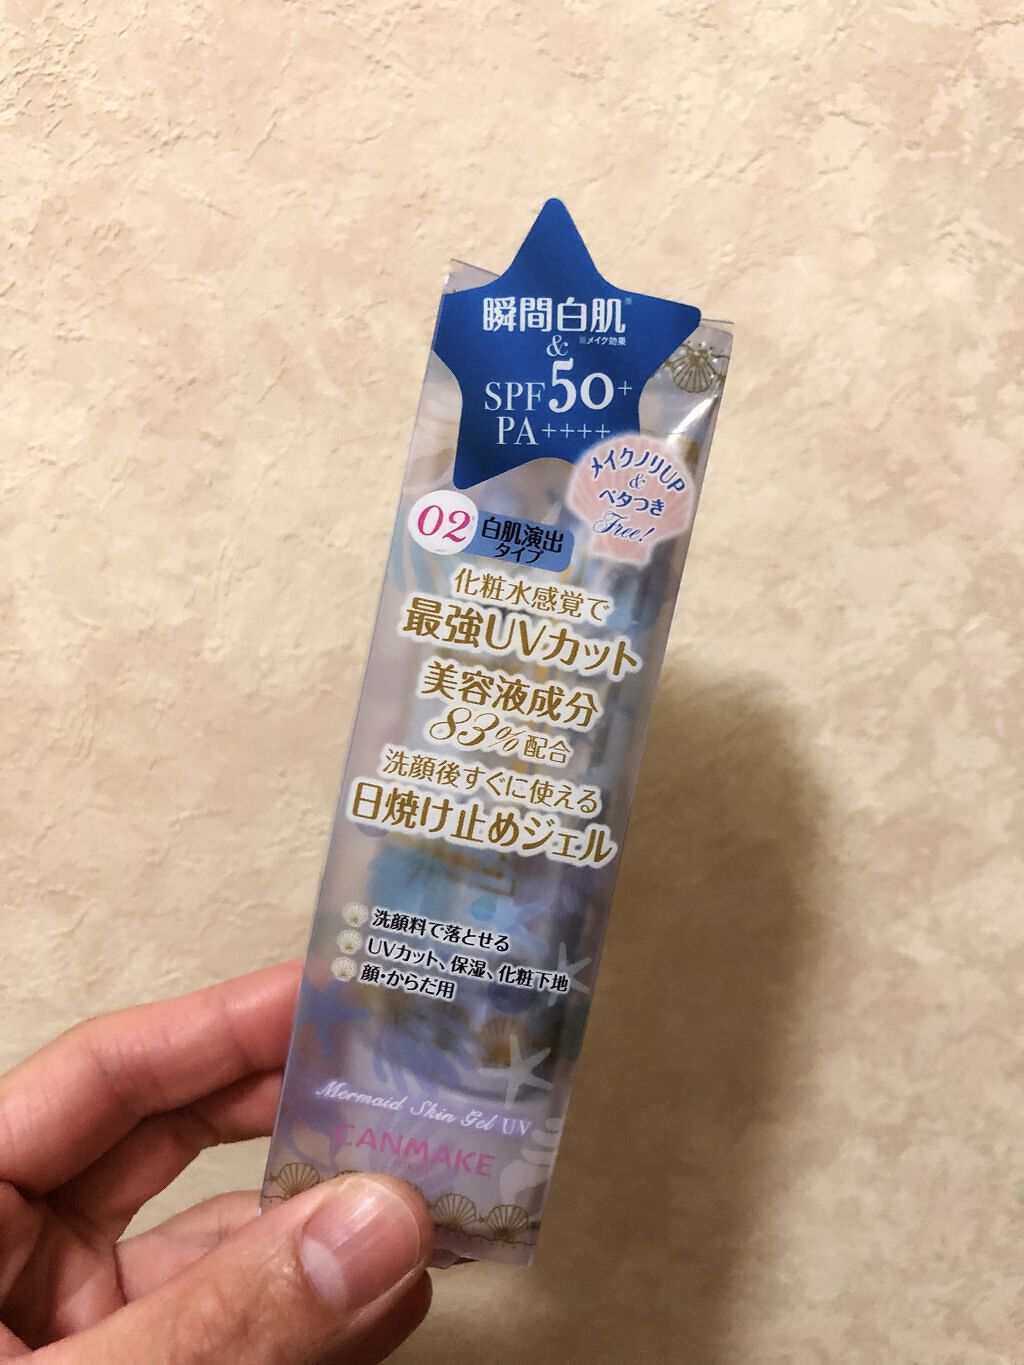 瞬間白肌※
※メイク効果
&
SPF50+
PA++++
メイクノリUP
&
ベタつき
Free!
02 白肌演出
タイプ
化粧水感覚で
最強UVカット
美容液成分
83%配合
洗顔後すぐに使える
日焼け止めジェル
洗顔料で落とせる
UVカット、保湿、化粧下地
顔・からだ用
Mermaid Skin Gel UV
CANMAKE